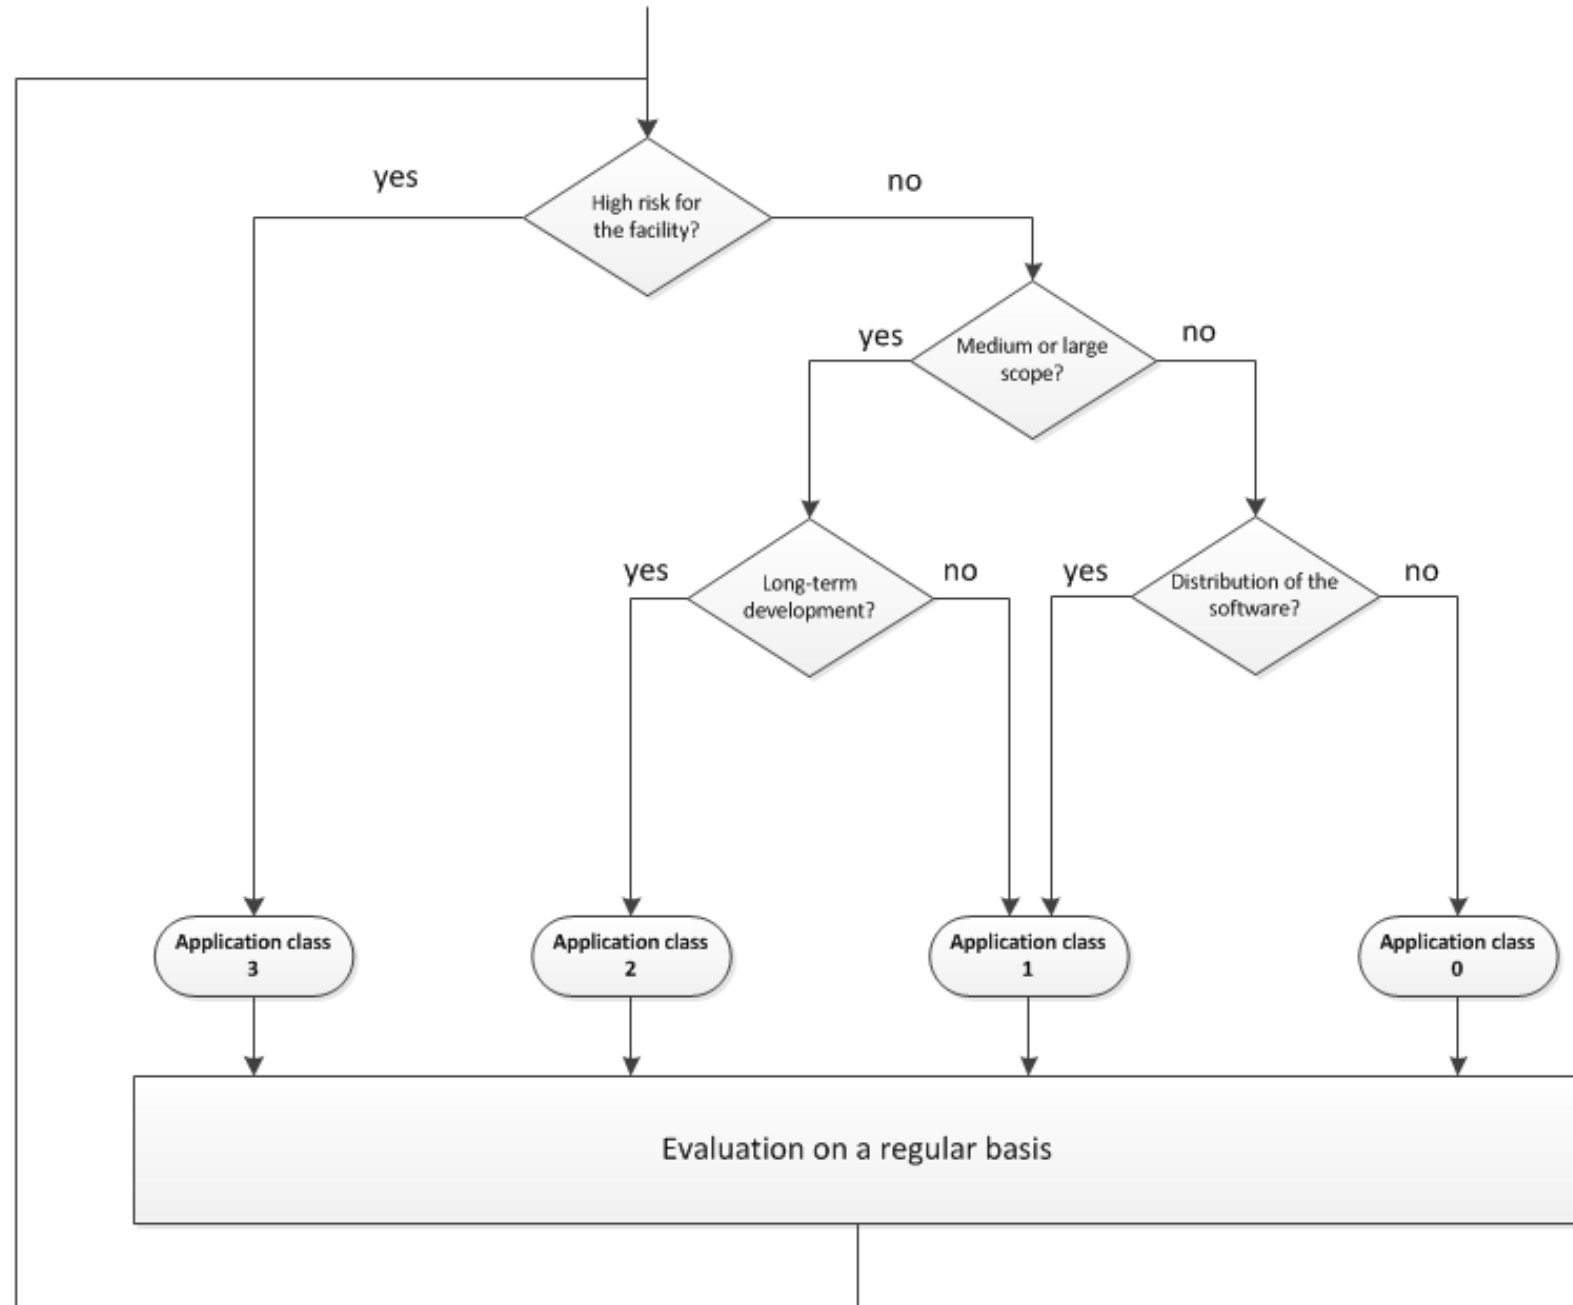 yes
no
High risk for
the facility?
yes
no
Medium or large
scope?
yes
no
yes
no
Long-term
development?
Distribution of the
software?
Application class
3
Application class
2
Application class
1
Application class
0
Evaluation on a regular basis